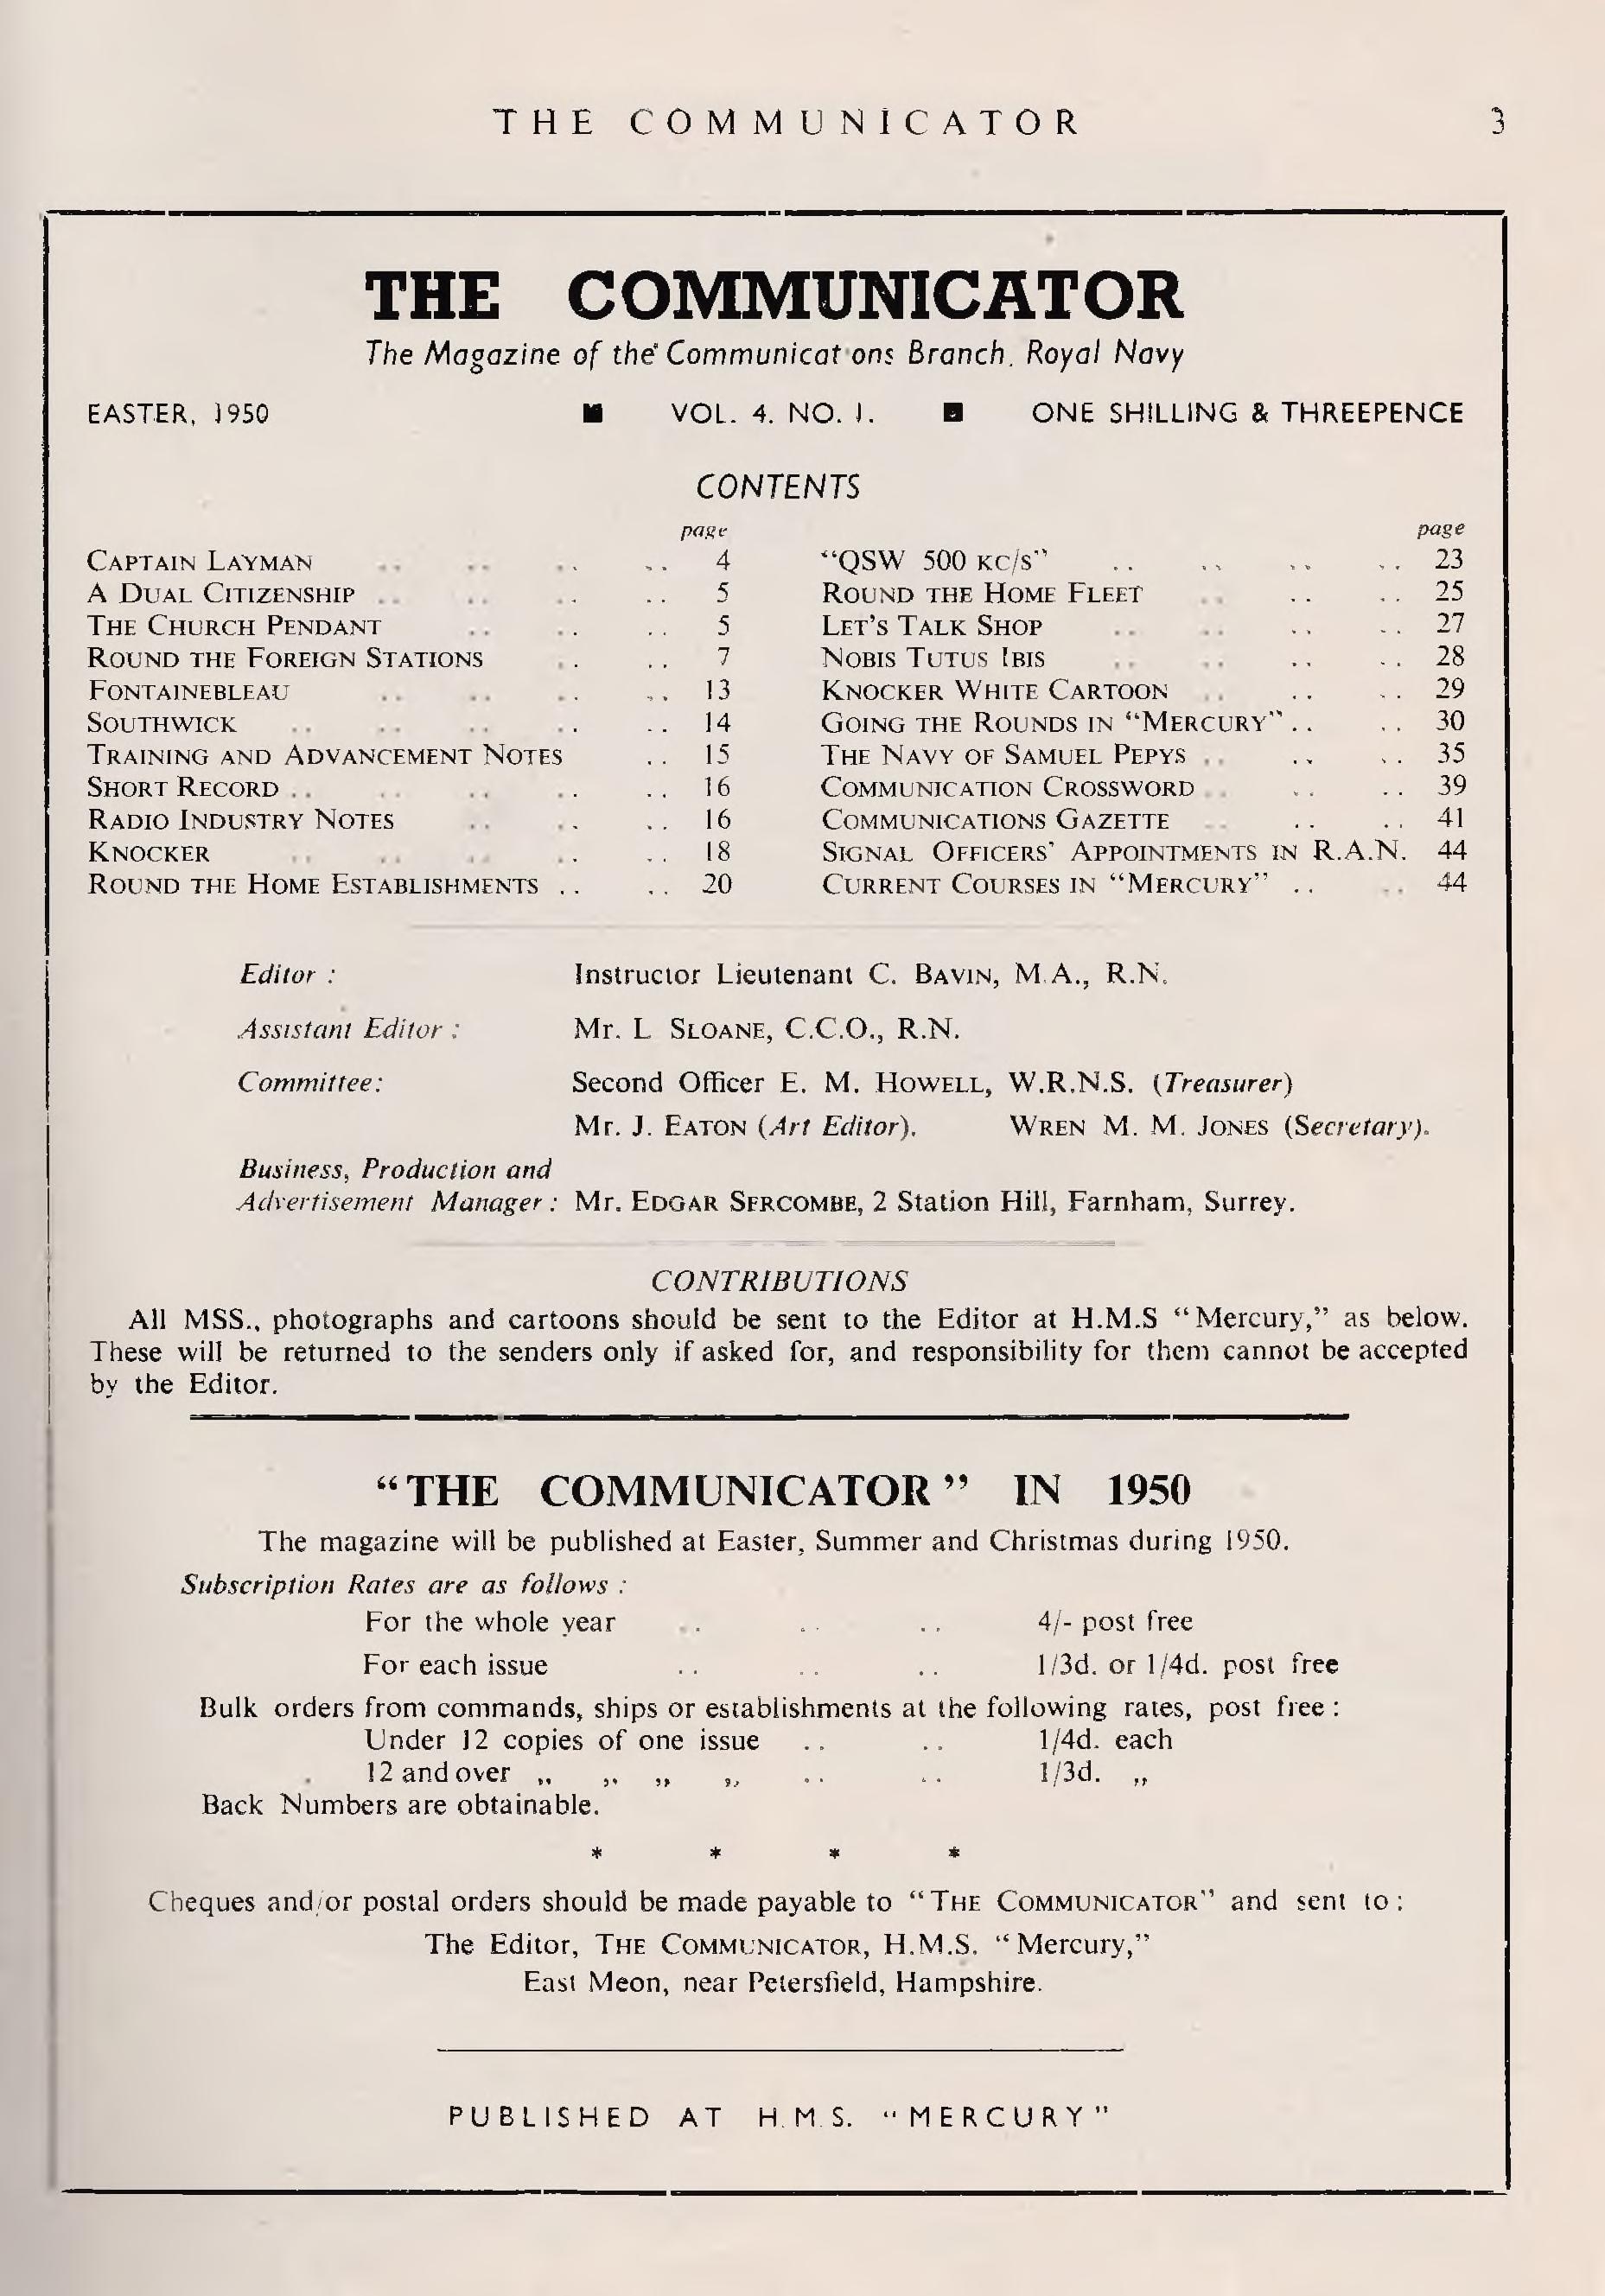 THE COMMUNICATOR 3
THE COMMUNICATOR
The Magazine of the Communications Branch, Royal Navy
EASTER, 1950 ■ VOL. 4. NO. 1. ■ ONE SHILLING & THREEPENCE
CONTENTS
page
CAPTAIN LAYMAN .. .. .. .. 4
A DUAL CITIZENSHIP .. .. .. .. 5
THE CHURCH PENDANT .. .. .. 5
ROUND THE FOREIGN STATIONS .. .. 7
FONTAINEBLEAU .. .. .. .. 13
SOUTHWICK .. .. .. .. .. 14
TRAINING AND ADVANCEMENT NOTES .. 15
SHORT RECORD .. .. .. .. .. 16
RADIO INDUSTRY NOTES .. .. .. 16
KNOCKER .. .. .. .. .. 18
ROUND THE HOME ESTABLISHMENTS .. .. 20
page
"QSW 500 KC/S" .. .. .. .. 23
ROUND THE HOME FLEET .. .. .. 25
LET'S TALK SHOP .. .. .. .. 27
NOBIS TUTUS IBIS .. .. .. .. 28
KNOCKER WHITE CARTOON .. .. .. 29
GOING THE ROUNDS IN "MERCURY" .. .. 30
THE NAVY OF SAMUEL PEPYS .. .. .. 35
COMMUNICATION CROSSWORD .. .. .. 39
COMMUNICATIONS GAZETTE .. .. .. 41
SIGNAL OFFICERS' APPOINTMENTS IN R.A.N. 44
CURRENT COURSES IN "MERCURY" .. .. 44
Editor : Instructor Lieutenant C. BAVIN, M.A., R.N.
Assistant Editor : Mr. L SLOANE, C.C.O., R.N.
Committee: Second Officer E. M. HOWELL, W.R.N.S. (Treasurer)
Mr. J. EATON (Art Editor). WREN M. M. JONES (Secretary).
Business, Production and
Advertisement Manager : Mr. EDGAR SERCOMBE, 2 Station Hill, Farnham, Surrey.
CONTRIBUTIONS
All MSS., photographs and cartoons should be sent to the Editor at H.M.S "Mercury," as below.
These will be returned to the senders only if asked for, and responsibility for them cannot be accepted
by the Editor.
"THE COMMUNICATOR" IN 1950
The magazine will be published at Easter, Summer and Christmas during 1950.
Subscription Rates are as follows :
For the whole year .. .. .. 4/- post free
For each issue .. .. .. 1/3d. or 1/4d. post free
Bulk orders from commands, ships or establishments at the following rates, post free :
Under 12 copies of one issue .. .. 1/4d. each
12 and over ,, ,, ,, ,, .. .. 1/3d. ,,
Back Numbers are obtainable.
* * * *
Cheques and/or postal orders should be made payable to "THE COMMUNICATOR" and sent to :
The Editor, THE COMMUNICATOR, H.M.S. "Mercury,"
East Meon, near Petersfield, Hampshire.
PUBLISHED AT H.M.S. "MERCURY"